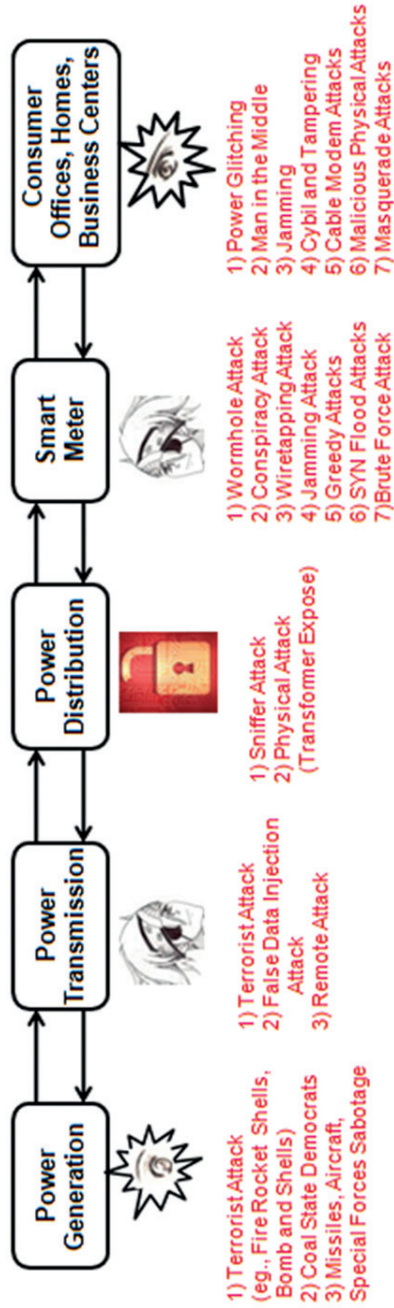 Power
Generation
Power
Transmission
Power
Distribution
Smart
Meter
Consumer
Offices, Homes,
Business Centers
1) Terrorist Attack
(eg., Fire Rocket Shells,
Bomb and Shells)
2) Coal State Democrats
3) Missiles, Aircraft,
Special Forces Sabotage
1) Terrorist Attack
2) False Data Injection
Attack
3) Remote Attack
1) Sniffer Attack
2) Physical Attack
(Transformer Expose)
1) Wormhole Attack
2) Conspiracy Attack
3) Wiretapping Attack
4) Jamming Attack
5) Greedy Attacks
6) SYN Flood Attacks
7)Brute Force Attack
1) Power Glitching
2) Man in the Middle
3) Jamming
4) Cybil and Tampering
5) Cable Modem Attacks
6) Malicious Physical Attacks
7) Masquerade Attacks